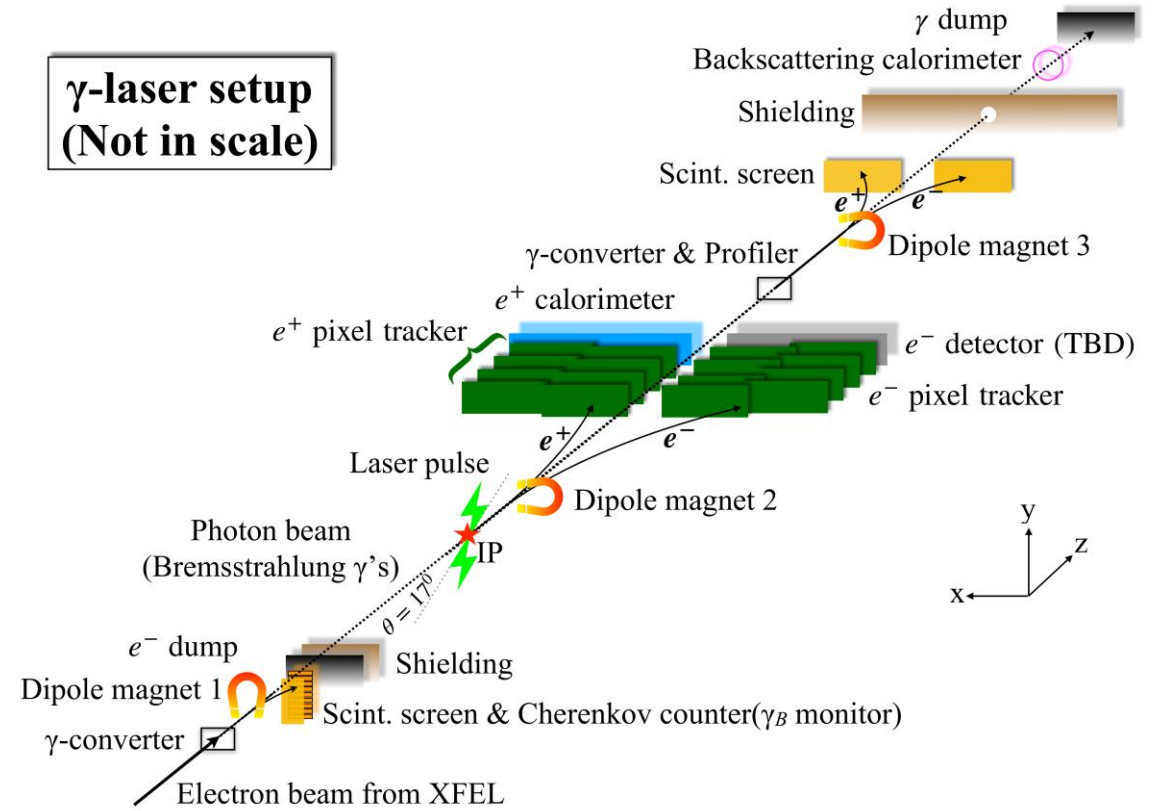 γ-laser setup
(Not in scale)
γ dump
Backscattering calorimeter
Shielding
Scint. screen
e⁺
e⁻
Dipole magnet 3
γ-converter & Profiler
e⁺ calorimeter
e⁺ pixel tracker
e⁻ detector (TBD)
e⁻ pixel tracker
e⁺
e⁻
Laser pulse
Dipole magnet 2
Photon beam
(Bremsstrahlung γ’s)
IP
θ = 17⁰
y
z
x
e⁻ dump
Shielding
Dipole magnet 1
Scint. screen & Cherenkov counter(γ_B monitor)
γ-converter
Electron beam from XFEL